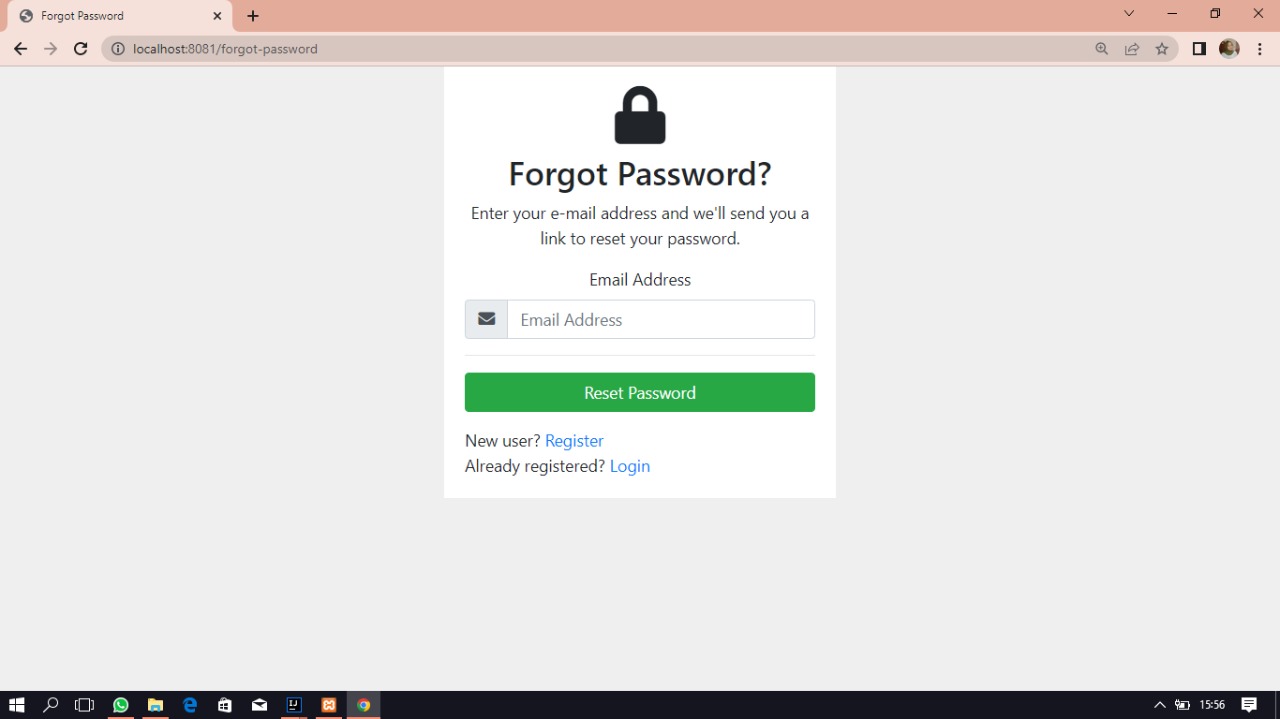 Forgot Password
localhost:8081/forgot-password
Forgot Password?
Enter your e-mail address and we'll send you a
link to reset your password.
Email Address
Email Address
Reset Password
New user? Register
Already registered? Login
15:56